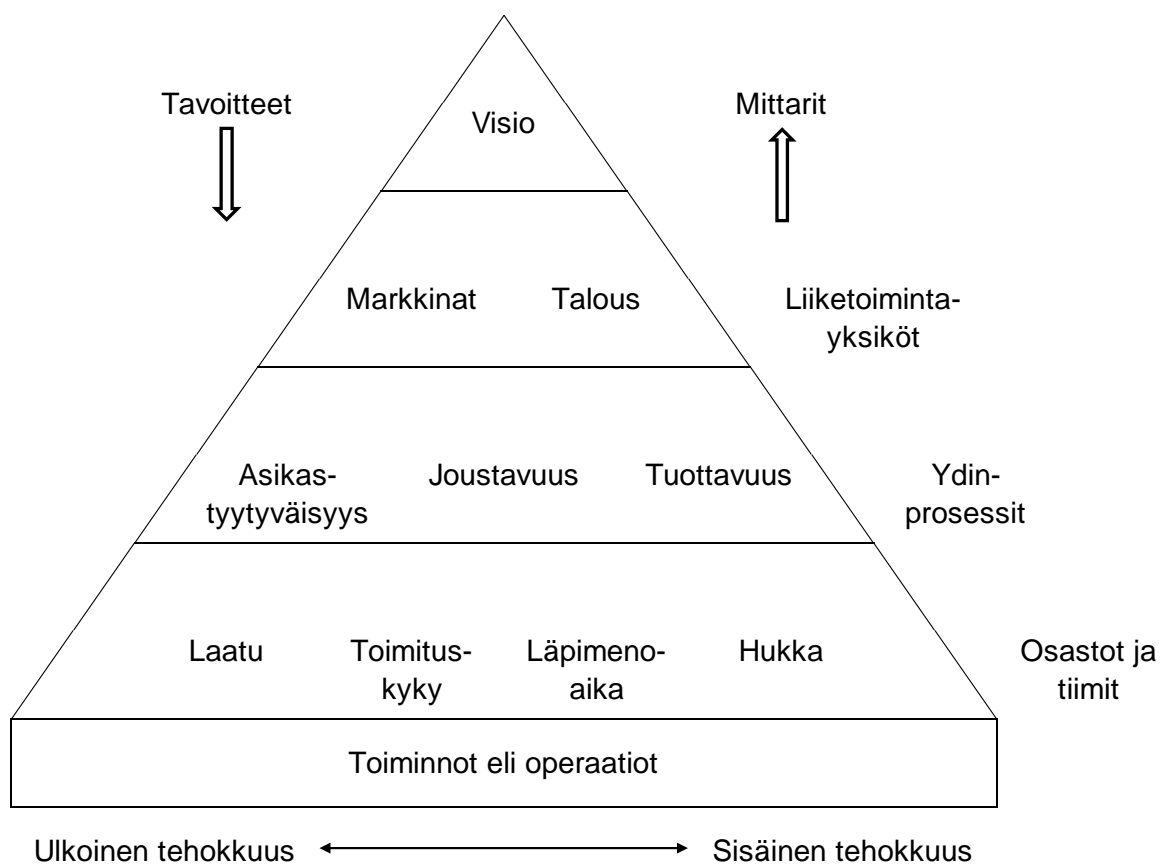 Tavoitteet
Mittarit
Visio
Markkinat
Talous
Liiketoiminta-
yksiköt
Asikas-
tyytyväisyys
Joustavuus
Tuottavuus
Ydin-
prosessit
Laatu
Toimitus-
kyky
Läpimeno-
aika
Hukka
Osastot ja
tiimit
Toiminnot eli operaatiot
Ulkoinen tehokkuus
Sisäinen tehokkuus